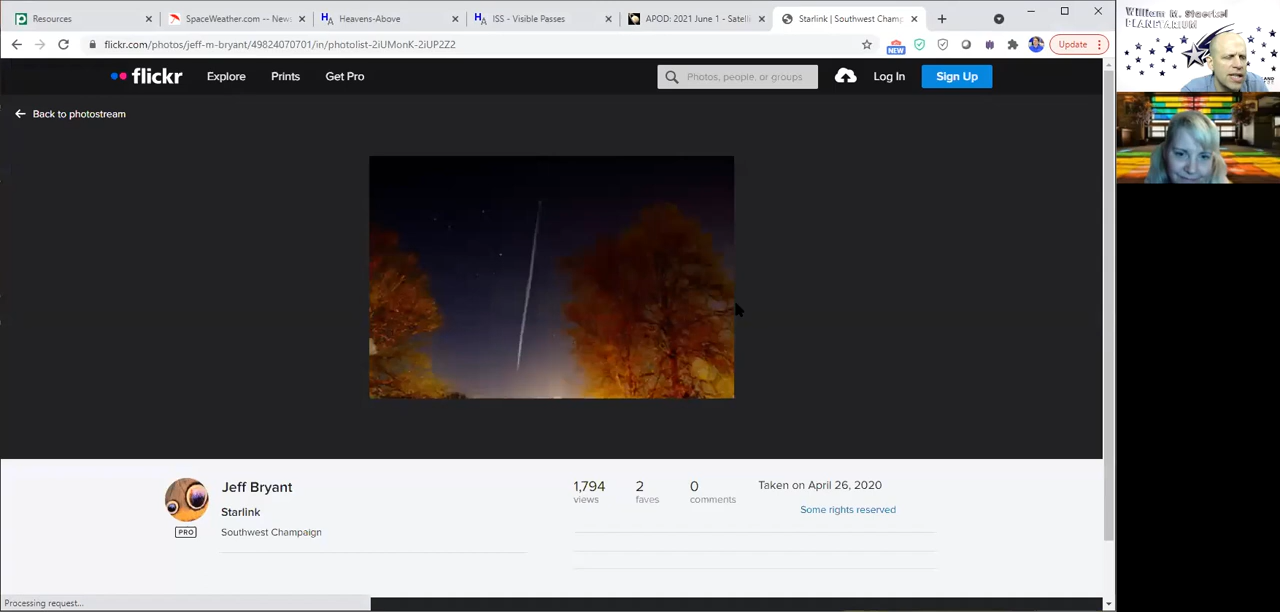 Resources
SpaceWeather.com -- News
Heavens-Above
ISS - Visible Passes
APOD: 2021 June 1 - Satelli
Starlink | Southwest Champ
flickr.com/photos/jeff-m-bryant/49824070701/in/photolist-2iUMonK-2iUP2Z2
NEW
Update
flickr
Explore
Prints
Get Pro
Photos, people, or groups
Log In
Sign Up
Back to photostream
Jeff Bryant
Starlink
PRO
Southwest Champaign
1,794
views
2
faves
0
comments
Taken on April 26, 2020
Some rights reserved
Processing request...
William M. Staerkel
PLANETARIUM